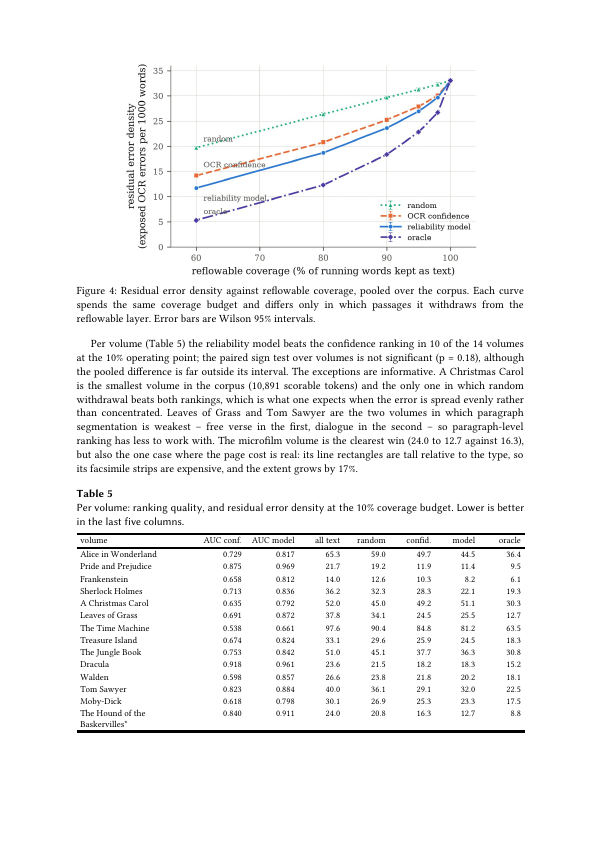 35
30
25
20
15
10
5
0
residual error density
(exposed OCR errors per 1000 words)
random
OCR confidence
reliability model
oracle
random
OCR confidence
reliability model
oracle
60 70 80 90 100
reflowable coverage (% of running words kept as text)
Figure 4: Residual error density against reflowable coverage, pooled over the corpus. Each curve
spends the same coverage budget and differs only in which passages it withdraws from the
reflowable layer. Error bars are Wilson 95% intervals.
Per volume (Table 5) the reliability model beats the confidence ranking in 10 of the 14 volumes
at the 10% operating point; the paired sign test over volumes is not significant (p = 0.18), although
the pooled difference is far outside its interval. The exceptions are informative. A Christmas Carol
is the smallest volume in the corpus (10,891 scorable tokens) and the only one in which random
withdrawal beats both rankings, which is what one expects when the error is spread evenly rather
than concentrated. Leaves of Grass and Tom Sawyer are the two volumes in which paragraph
segmentation is weakest – free verse in the first, dialogue in the second – so paragraph-level
ranking has less to work with. The microfilm volume is the clearest win (24.0 to 12.7 against 16.3),
but also the one case where the page cost is real: its line rectangles are tall relative to the type, so
its facsimile strips are expensive, and the extent grows by 17%.
Table 5
Per volume: ranking quality, and residual error density at the 10% coverage budget. Lower is better
in the last five columns.
volume AUC conf. AUC model all text random confid. model oracle
Alice in Wonderland 0.729 0.817 65.3 59.0 49.7 44.5 36.4
Pride and Prejudice 0.875 0.969 21.7 19.2 11.9 11.4 9.5
Frankenstein 0.658 0.812 14.0 12.6 10.3 8.2 6.1
Sherlock Holmes 0.713 0.836 36.2 32.3 28.3 22.1 19.3
A Christmas Carol 0.635 0.792 52.0 45.0 49.2 51.1 30.3
Leaves of Grass 0.691 0.872 37.8 34.1 24.5 25.5 12.7
The Time Machine 0.538 0.661 97.6 90.4 84.8 81.2 63.5
Treasure Island 0.674 0.824 33.1 29.6 25.9 24.5 18.3
The Jungle Book 0.753 0.842 51.0 45.1 37.7 36.3 30.8
Dracula 0.918 0.961 23.6 21.5 18.2 18.3 15.2
Walden 0.598 0.857 26.6 23.8 21.8 20.2 18.1
Tom Sawyer 0.823 0.884 40.0 36.1 29.1 32.0 22.5
Moby-Dick 0.618 0.798 30.1 26.9 25.3 23.3 17.5
The Hound of the 0.840 0.911 24.0 20.8 16.3 12.7 8.8
Baskervilles*